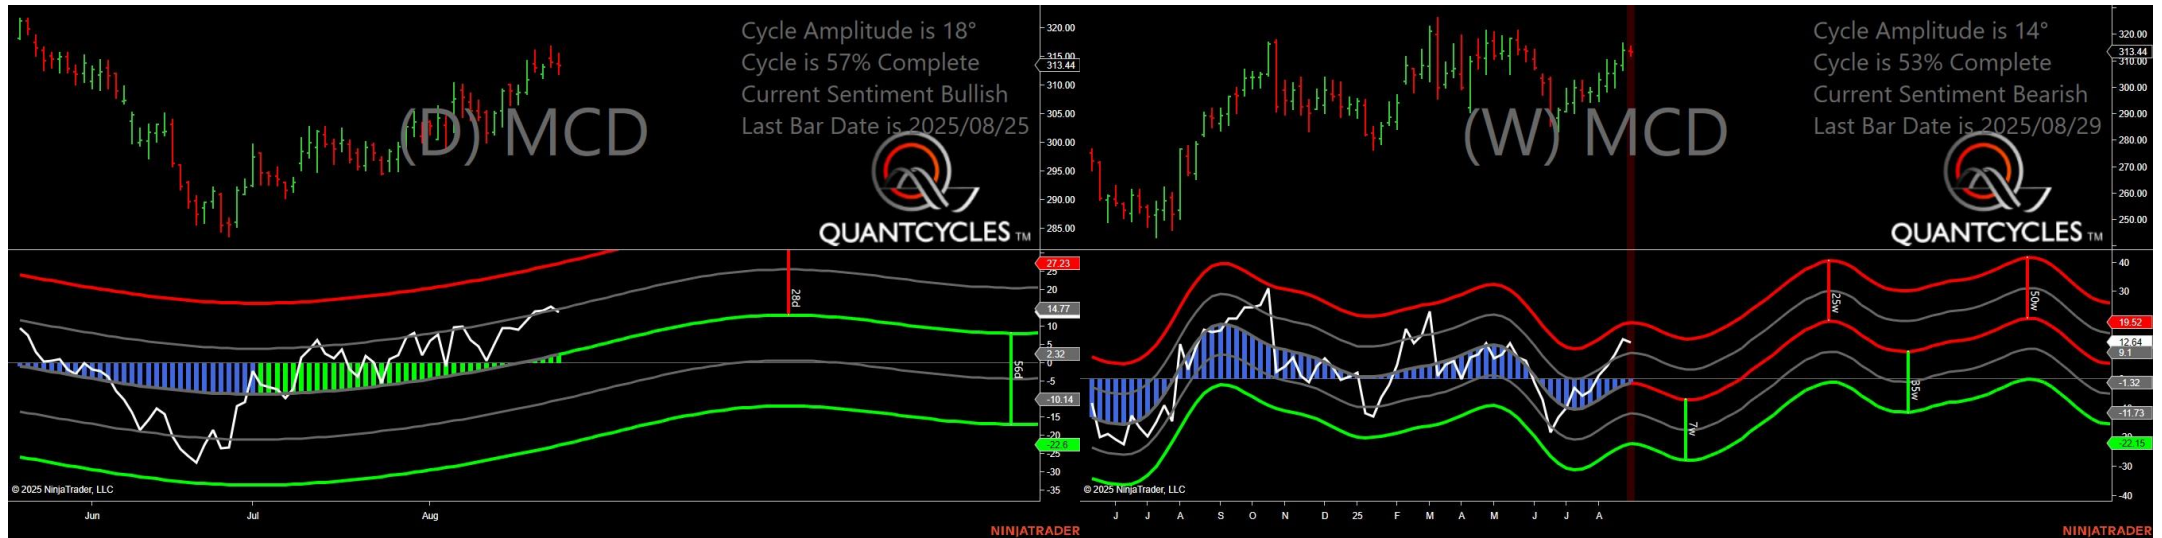 Cycle Amplitude is 18°
Cycle is 57% Complete
Current Sentiment Bullish
Last Bar Date is 2025/08/25
(D) MCD
QUANTCYCLES TM
320.00
315.00
313.44
310.00
305.00
300.00
295.00
290.00
285.00
27.23
25
20
14.77
10
5
2.32
-5
-10.14
-15
-20
-22.6
-25
-30
-35
28d
56d
© 2025 NinjaTrader, LLC
Jun Jul Aug
NINJATRADER
Cycle Amplitude is 14°
Cycle is 53% Complete
Current Sentiment Bearish
Last Bar Date is 2025/08/29
(W) MCD
QUANTCYCLES TM
320.00
313.44
310.00
300.00
290.00
280.00
270.00
260.00
250.00
40
30
19.52
12.64
9.1
-1.32
-11.73
-22.15
-30
-40
7w
25w
35w
50w
© 2025 NinjaTrader, LLC
J J A S O N D 25 F M A M J J A
NINJATRADER